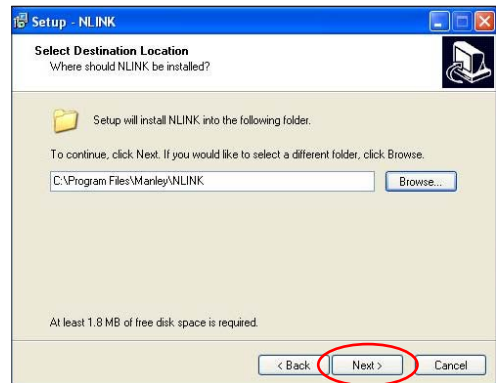 Setup - NLINK
Select Destination Location
Where should NLINK be installed?
Setup will install NLINK into the following folder.
To continue, click Next. If you would like to select a different folder, click Browse.
C:\Program Files\Manley\NLINK
Browse...
At least 1.8 MB of free disk space is required.
< Back Next > Cancel